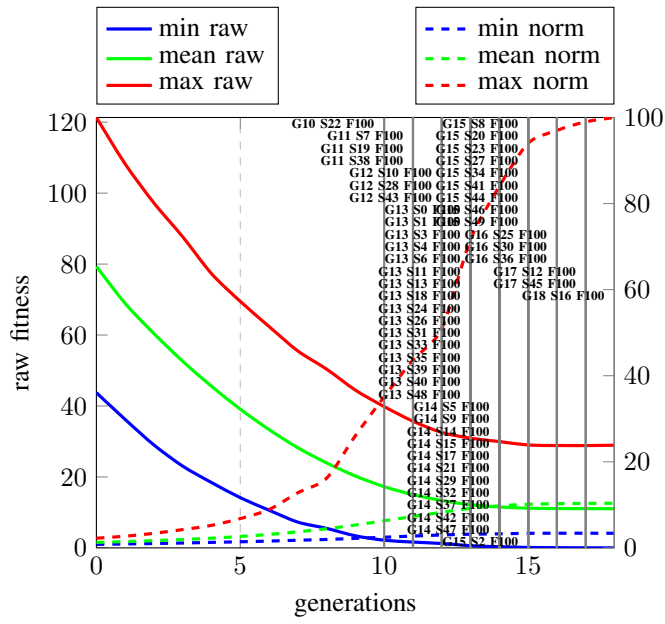 min raw
mean raw
max raw
min norm
mean norm
max norm
120
100
80
60
40
20
0
raw fitness
0
5
10
15
generations
100
80
60
40
20
0
G10 S22 F100
G11 S7 F100
G11 S19 F100
G11 S38 F100
G12 S10 F100
G12 S28 F100
G12 S43 F100
G13 S0
G13 S1
G13 S3 F100
G13 S4 F100
G13 S6 F100
G13 S11 F100
G13 S13 F100
G13 S18 F100
G13 S24 F100
G13 S26 F100
G13 S31 F100
G13 S33 F100
G13 S35 F100
G13 S39 F100
G13 S40 F100
G13 S48 F100
G14 S5 F100
G14 S9 F100
G14 S14 F100
G14 S15 F100
G14 S17 F100
G14 S21 F100
G14 S29 F100
G14 S32 F100
G14 S37 F100
G14 S42 F100
G14 S47 F100
G15 S2 F100
G15 S8 F100
G15 S20 F100
G15 S23 F100
G15 S27 F100
G15 S34 F100
G15 S41 F100
G15 S44 F100
S46 F100
S49 F100
G16 S25 F100
G16 S30 F100
G16 S36 F100
G17 S12 F100
G17 S45 F100
G18 S16 F100